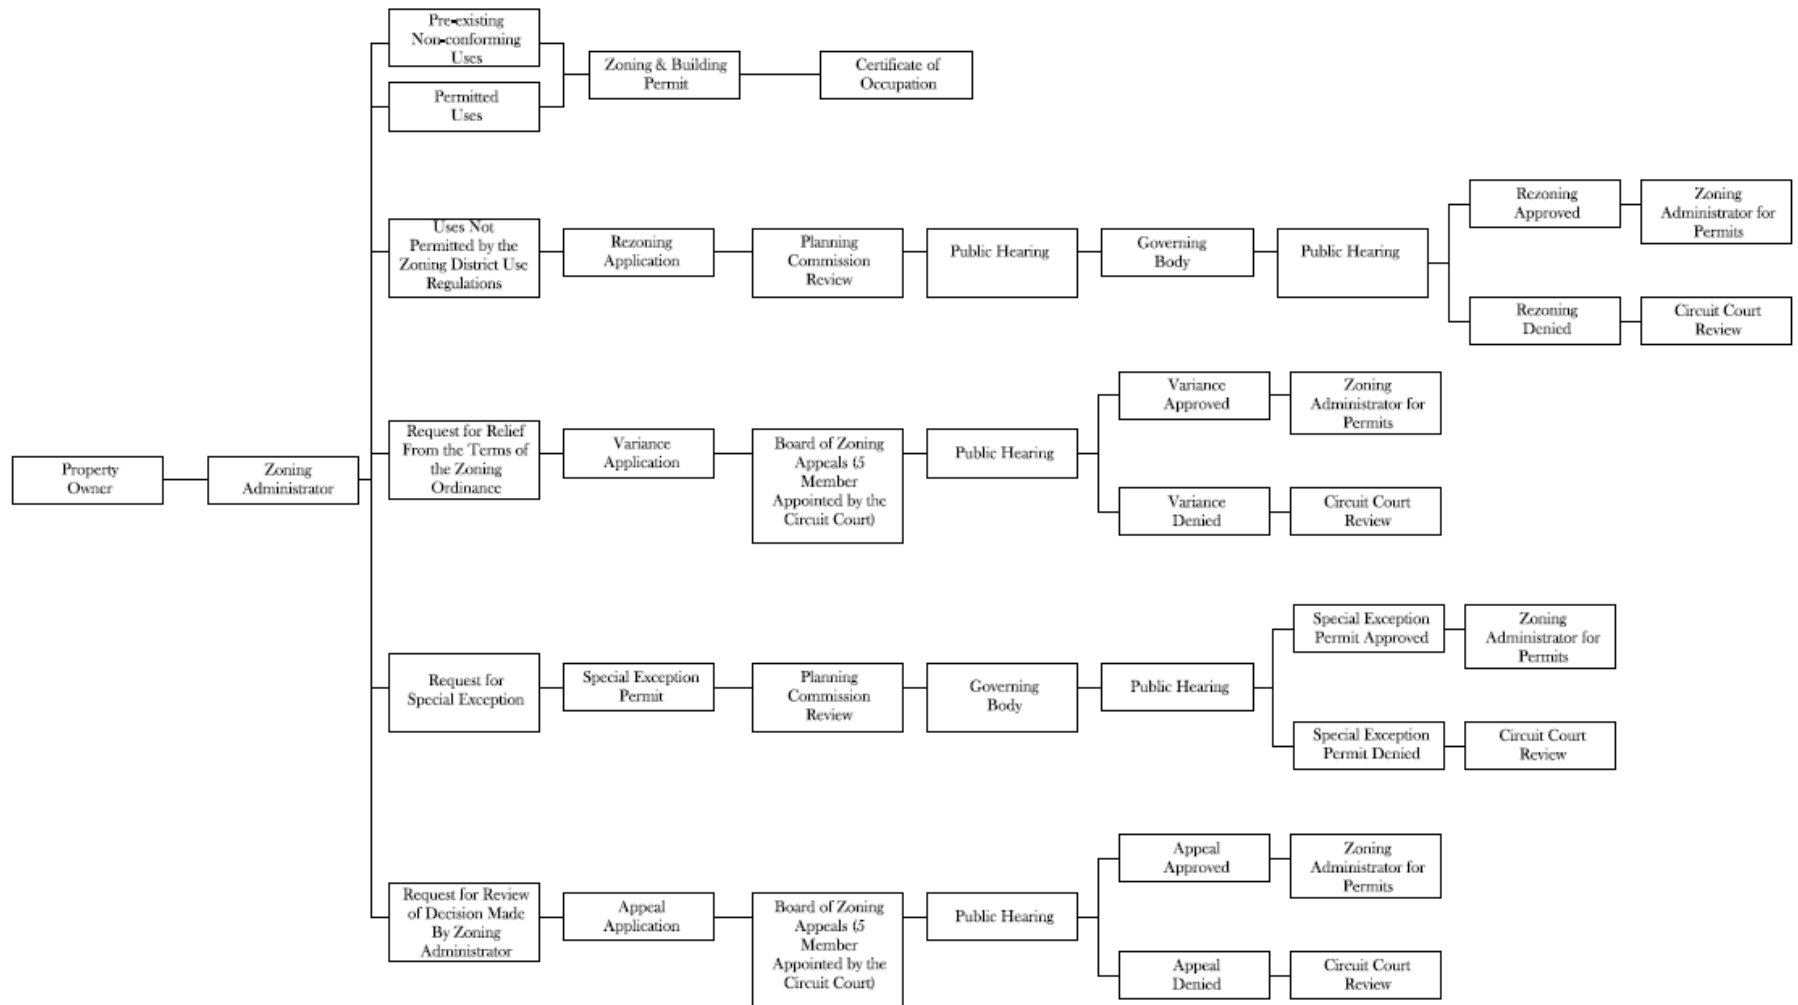 Pre-existing
Non-conforming
Uses
Permitted
Uses
Zoning & Building
Permit
Certificate of
Occupation
Uses Not
Permitted by the
Zoning District Use
Regulations
Rezoning
Application
Planning
Commission
Review
Public Hearing
Governing
Body
Public Hearing
Rezoning
Approved
Zoning
Administrator for
Permits
Rezoning
Denied
Circuit Court
Review
Property
Owner
Zoning
Administrator
Request for Relief
From the Terms of
the Zoning
Ordinance
Variance
Application
Board of Zoning
Appeals (5
Member
Appointed by the
Circuit Court)
Public Hearing
Variance
Approved
Zoning
Administrator for
Permits
Variance
Denied
Circuit Court
Review
Request for
Special Exception
Special Exception
Permit
Planning
Commission
Review
Governing
Body
Public Hearing
Special Exception
Permit Approved
Zoning
Administrator for
Permits
Special Exception
Permit Denied
Circuit Court
Review
Request for Review
of Decision Made
By Zoning
Administrator
Appeal
Application
Board of Zoning
Appeals (5
Member
Appointed by the
Circuit Court)
Public Hearing
Appeal
Approved
Zoning
Administrator for
Permits
Appeal
Denied
Circuit Court
Review